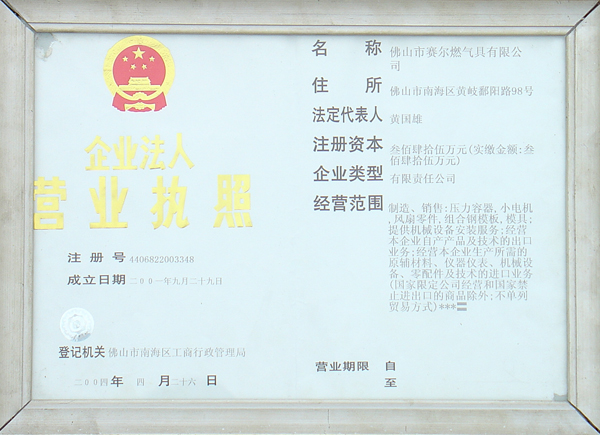 企业法人
营业执照
注册号 4406822003348
成立日期 二00一年九月二十九日
登记机关 佛山市南海区工商行政管理局
二00四 年 四 月 二十六 日
名称 佛山市赛尔燃气具有限公
司
住所 佛山市南海区黄岐鄱阳路98号
法定代表人 黄国雄
注册资本 叁佰肆拾伍万元(实缴金额:叁
佰肆拾伍万元)
企业类型 有限责任公司
经营范围 制造、销售:压力容器,小电机
,风扇零件,组合钢模板,模具;
提供机械设备安装服务;经营
本企业自产产品及技术的出口
业务;经营本企业生产所需的
原辅材料、仪器仪表、机械设
备、零配件及技术的进口业务
(国家限定公司经营和国家禁
止进出口的商品除外;不单列
贸易方式)***〓
营业期限 自
至